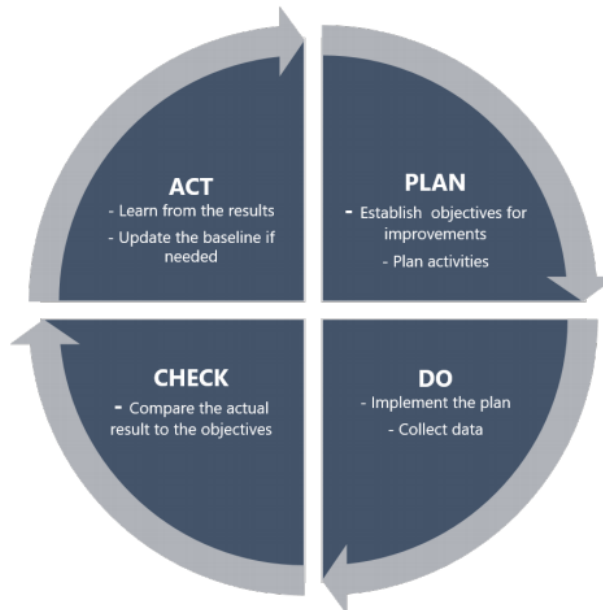 ACT
- Learn from the results
- Update the baseline if
needed
PLAN
- Establish objectives for
improvements
- Plan activities
CHECK
- Compare the actual
result to the objectives
DO
- Implement the plan
- Collect data